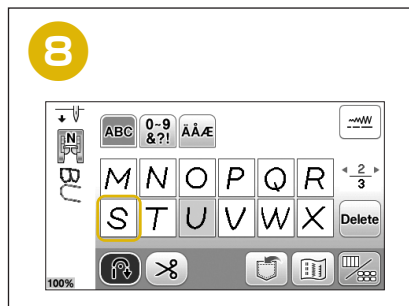 8
ABC 0~9 &?! ÄÅÆ
N
M N O P Q R 2
3
S T U V W X Delete
BU
100%